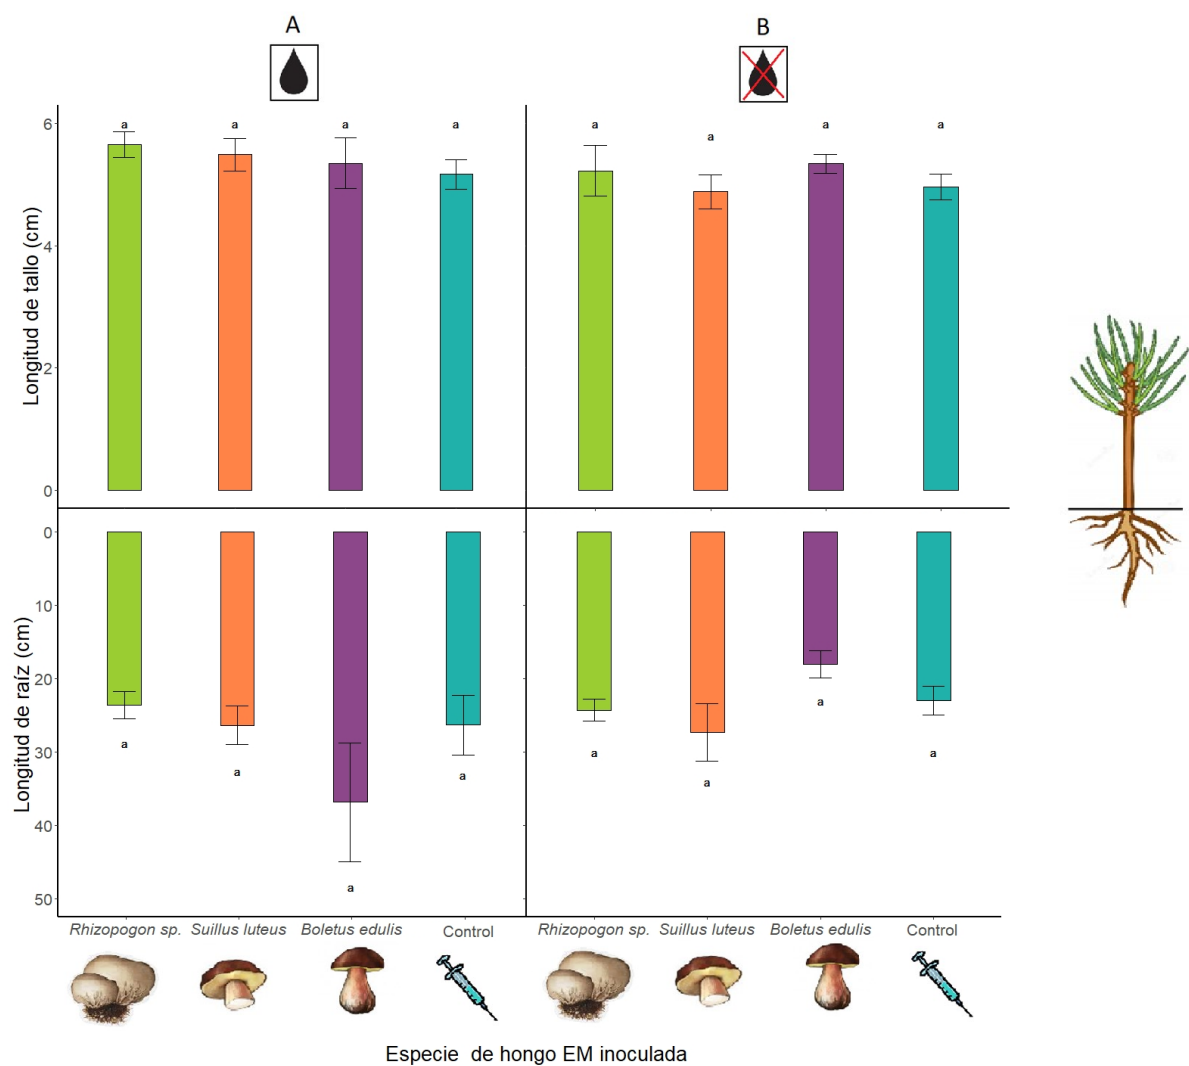 A B
6 a a a a a a a a
Longitud de tallo (cm)
4
2
0
0
10
Longitud de raíz (cm)
20
30
40
50
a a a a a a a a
Rhizopogon sp. Suillus luteus Boletus edulis Control Rhizopogon sp. Suillus luteus Boletus edulis Control
Especie de hongo EM inoculada